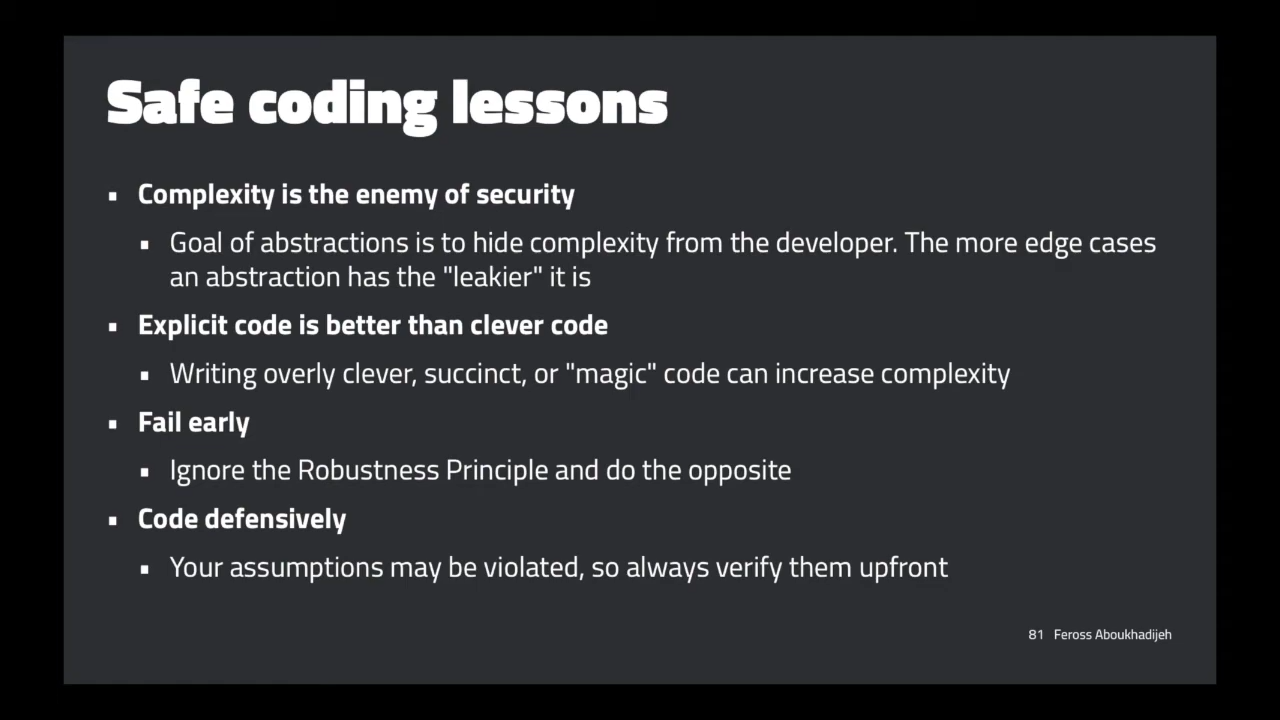 Safe coding lessons
▪ Complexity is the enemy of security
▪ Goal of abstractions is to hide complexity from the developer. The more edge cases
an abstraction has the "leakier" it is
▪ Explicit code is better than clever code
▪ Writing overly clever, succinct, or "magic" code can increase complexity
▪ Fail early
▪ Ignore the Robustness Principle and do the opposite
▪ Code defensively
▪ Your assumptions may be violated, so always verify them upfront
81 Feross Aboukhadijeh